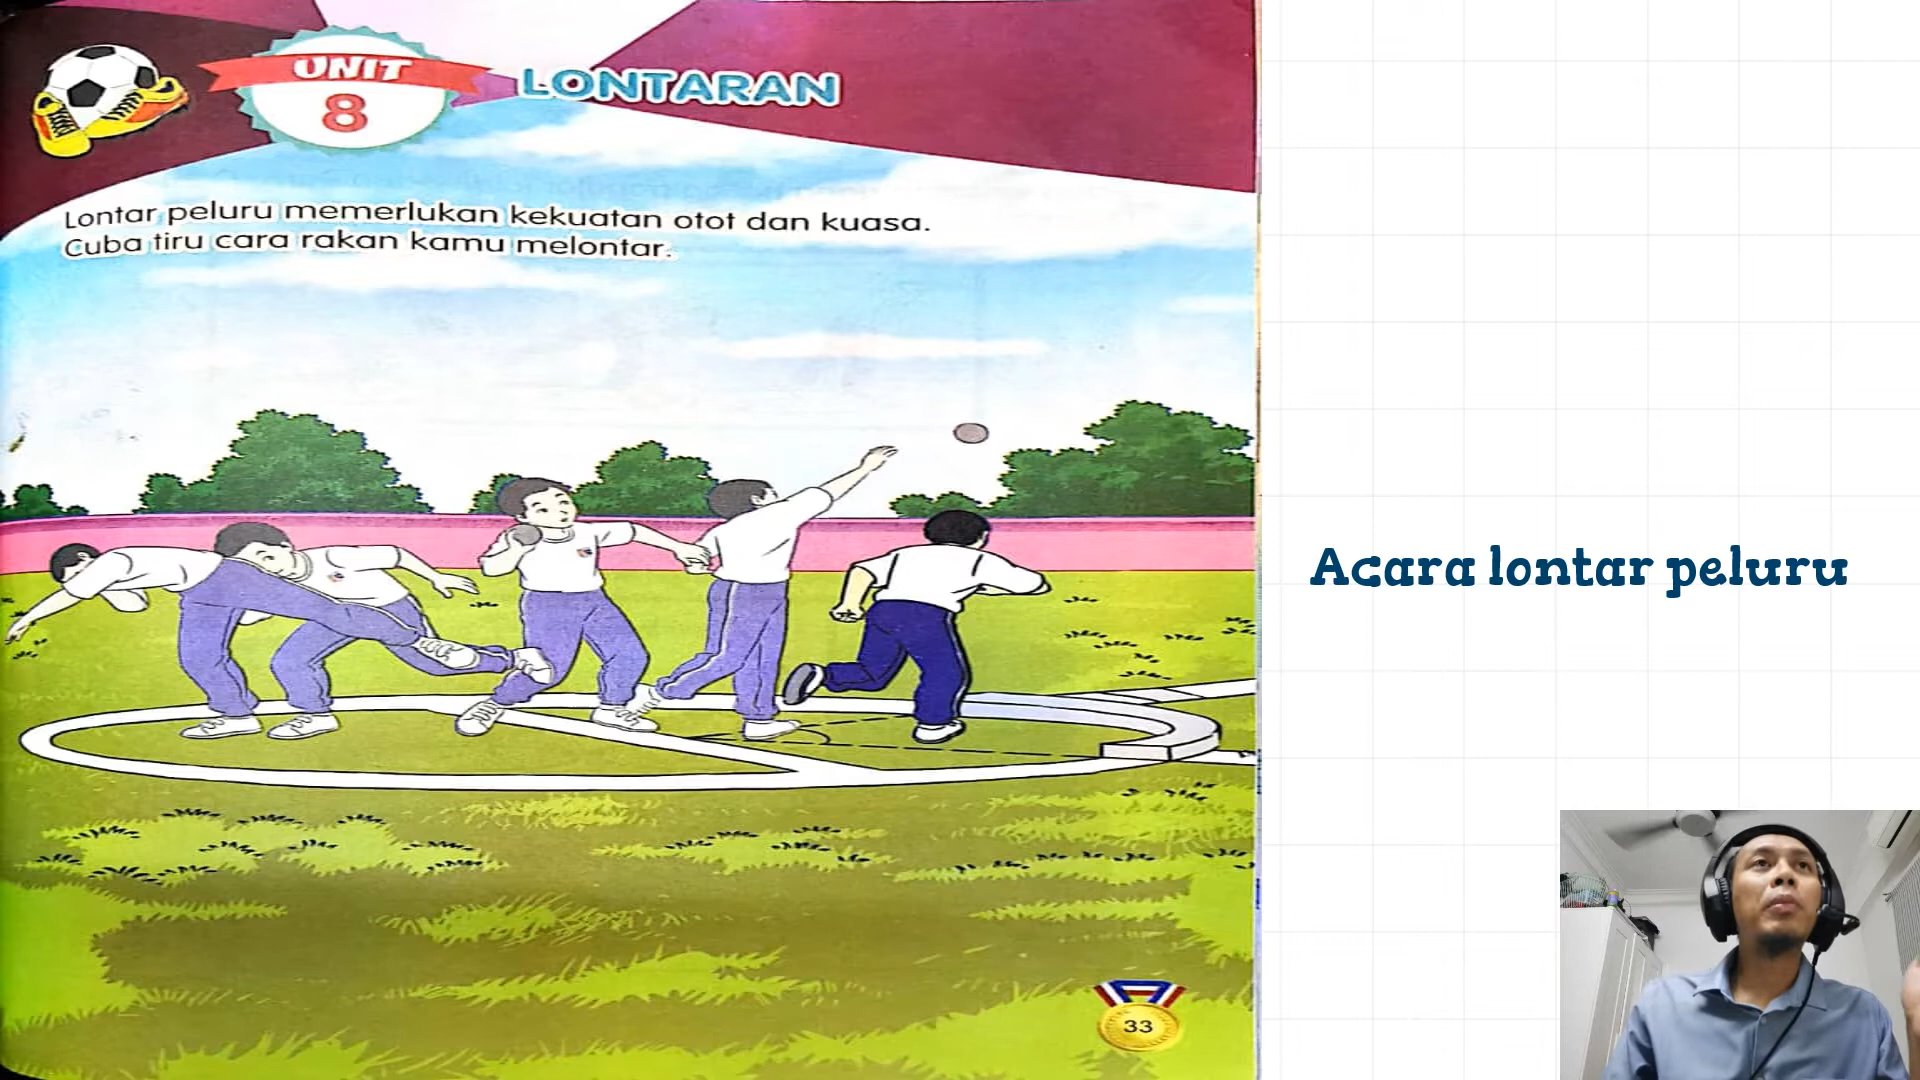 UNIT
8
LONTARAN
Lontar peluru memerlukan kekuatan otot dan kuasa.
Cuba tiru cara rakan kamu melontar.
Acara lontar peluru
33